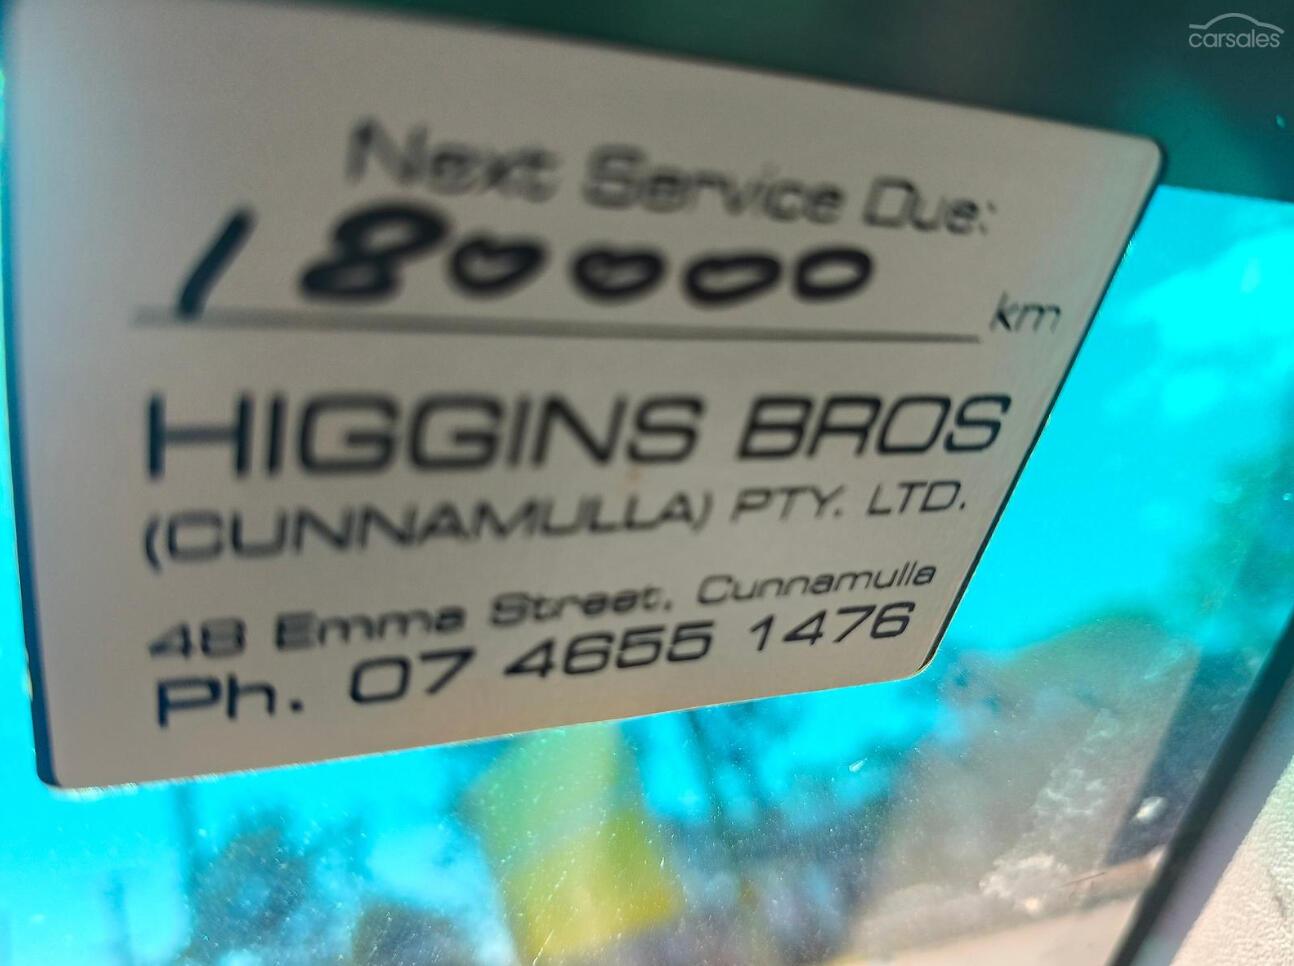 carsales
Next Service Due:
180000 km
HIGGINS BROS
(CUNNAMULLA) PTY. LTD.
48 Emma Street, Cunnamulla
Ph. 07 4655 1476